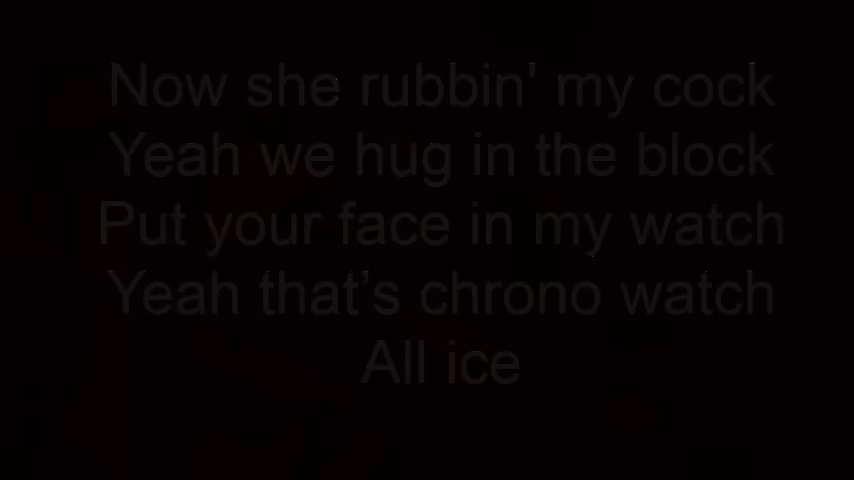 Now she rubbin' my cock
Yeah we hug in the block
Put your face in my watch
Yeah that’s chrono watch
All ice